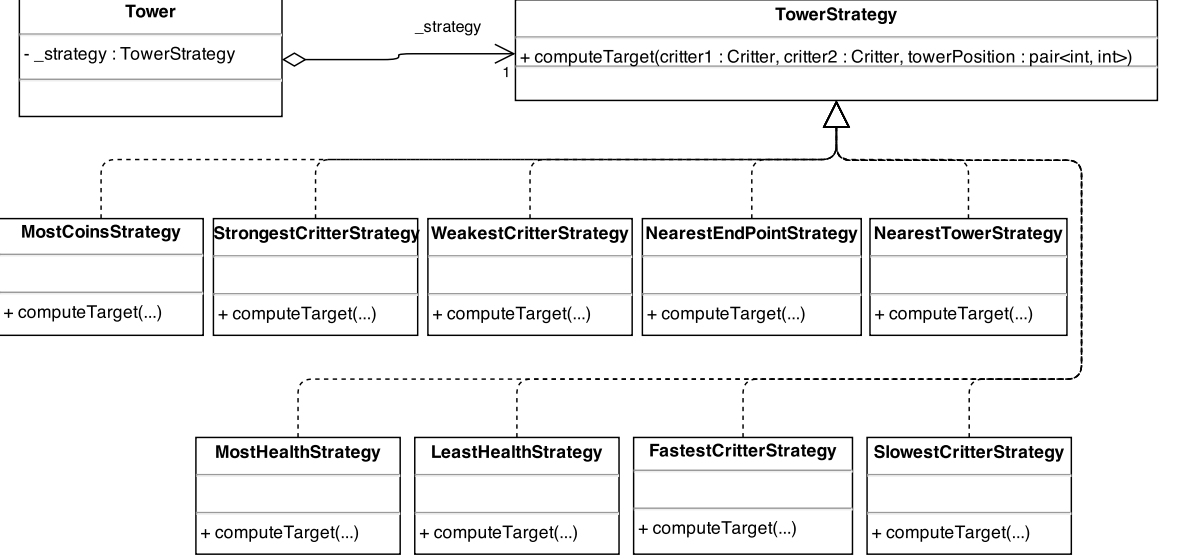 Tower
TowerStrategy
_strategy
- _strategy : TowerStrategy
1
+ computeTarget(critter1 : Critter, critter2 : Critter, towerPosition : pair<int, int>)
MostCoinsStrategy
StrongestCritterStrategy
WeakestCritterStrategy
NearestEndPointStrategy
NearestTowerStrategy
+ computeTarget(...)
+ computeTarget(...)
+ computeTarget(...)
+ computeTarget(...)
+ computeTarget(...)
MostHealthStrategy
LeastHealthStrategy
FastestCritterStrategy
SlowestCritterStrategy
+ computeTarget(...)
+ computeTarget(...)
+ computeTarget(...)
+ computeTarget(...)